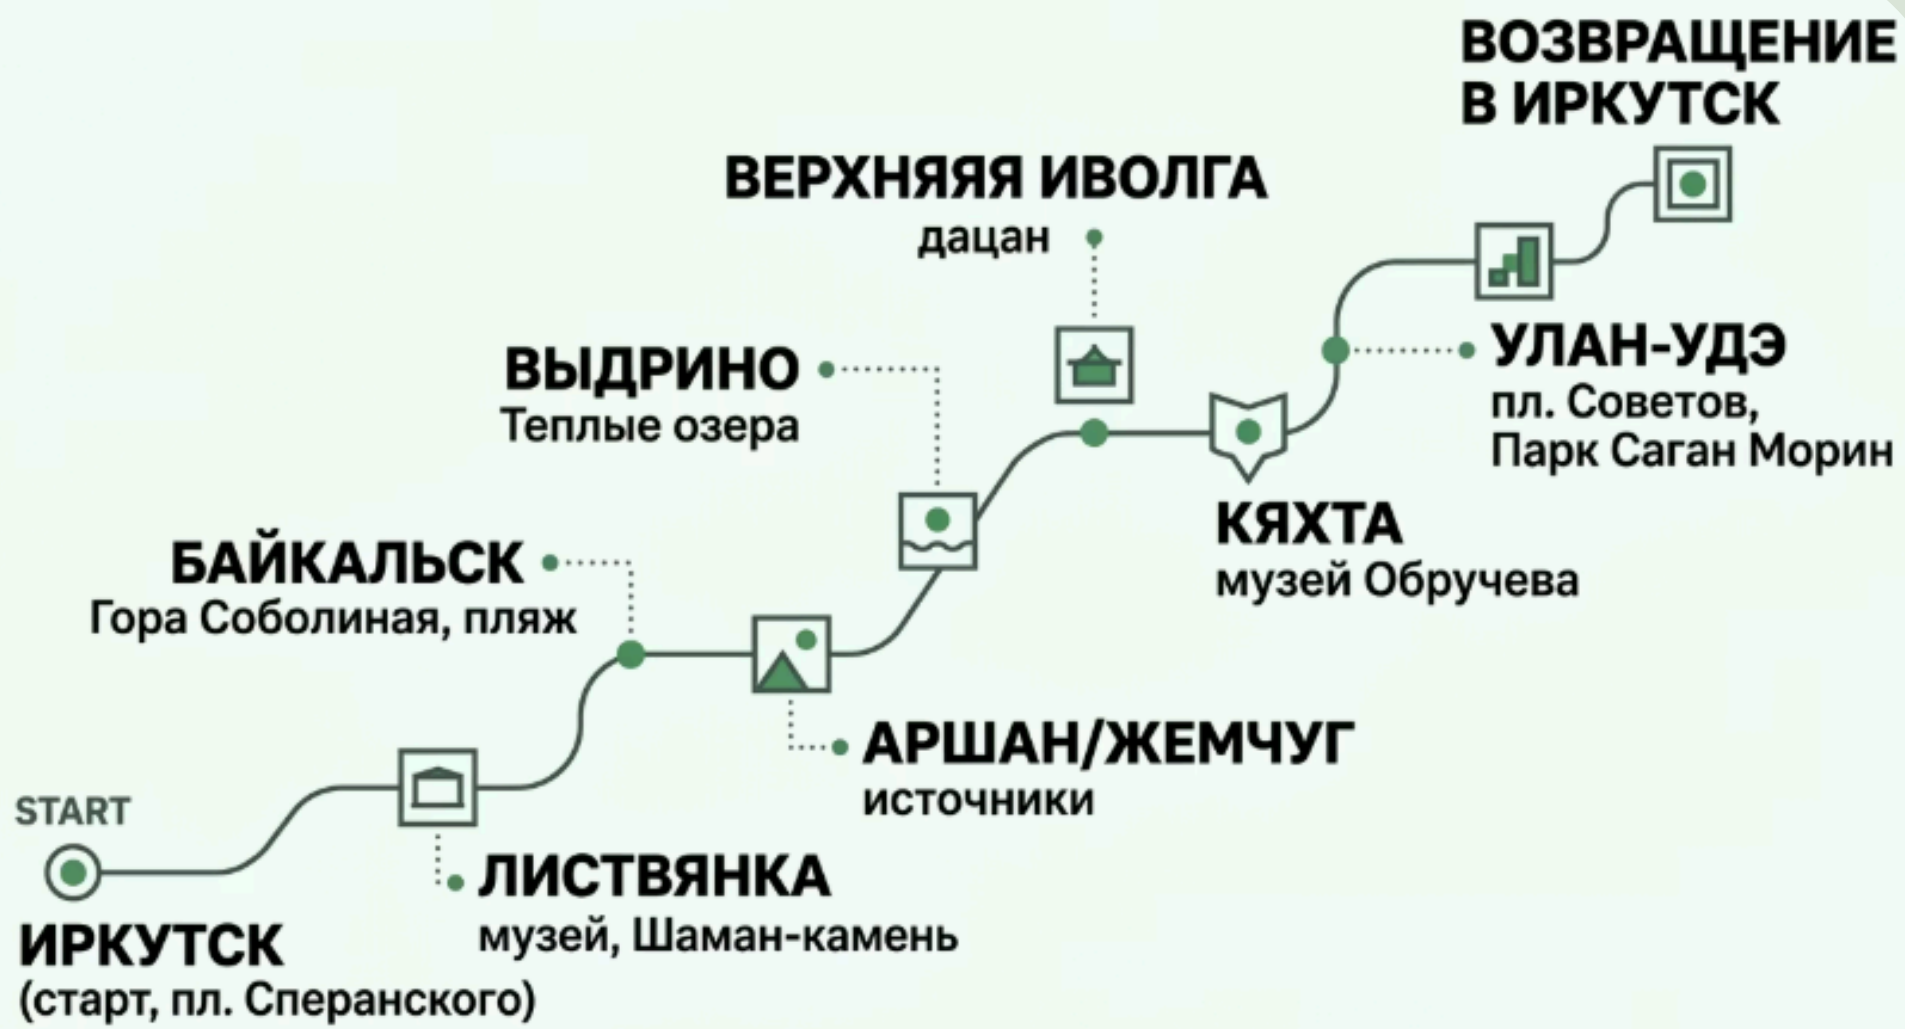 ВОЗВРАЩЕНИЕ
В ИРКУТСК
ВЕРХНЯЯЯ ИВОЛГА
дацан
УЛАН-УДЭ
пл. Советов,
Парк Саган Морин
ВЫДРИНО
Теплые озера
КЯХТА
музей Обручева
БАЙКАЛЬСК
Гора Соболиная, пляж
АРШАН/ЖЕМЧУГ
источники
START
ЛИСТВЯНКА
музей, Шаман-камень
ИРКУТСК
(старт, пл. Сперанского)